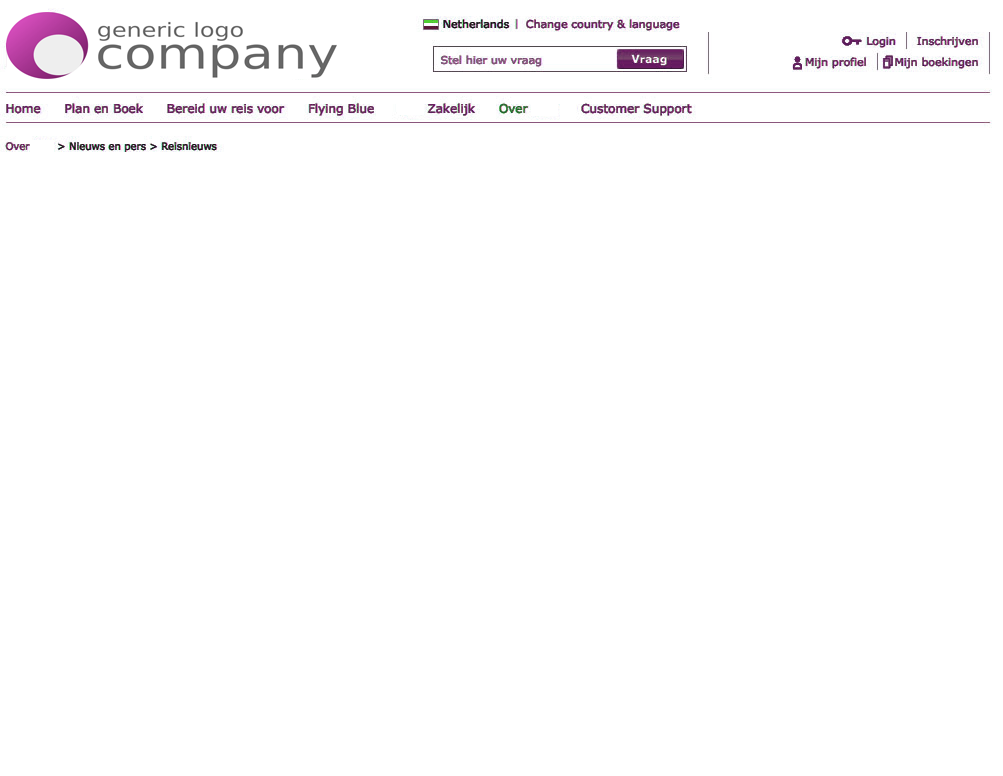 generic logo
company
Netherlands | Change country & language
Stel hier uw vraag Vraag
Login Inschrijven
Mijn profiel Mijn boekingen
Home Plan en Boek Bereid uw reis voor Flying Blue Zakelijk Over Customer Support
Over > Nieuws en pers > Reisnieuws